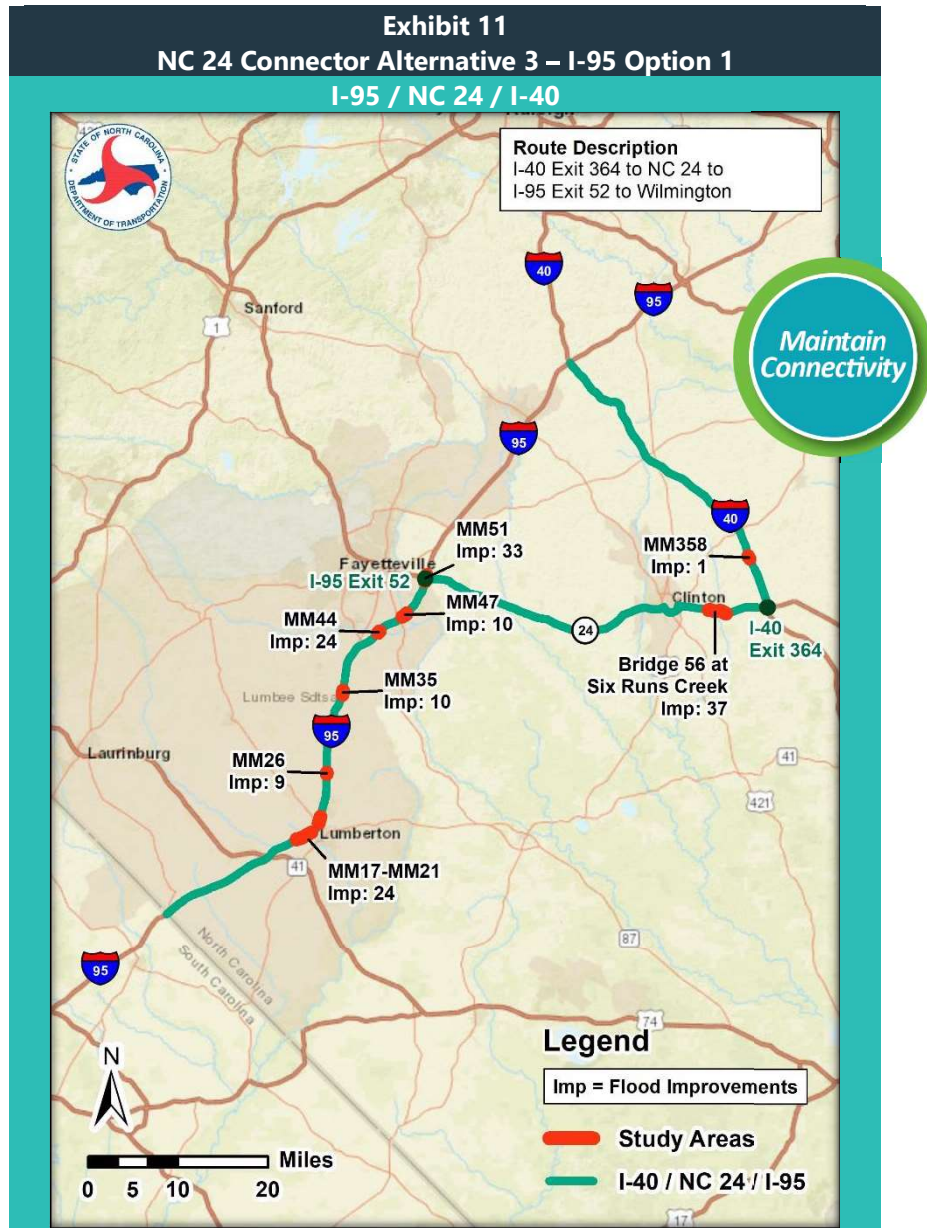 Exhibit 11
NC 24 Connector Alternative 3 – I-95 Option 1
I-95 / NC 24 / I-40
STATE OF NORTH CAROLINA
DEPARTMENT OF TRANSPORTATION
Route Description
I-40 Exit 364 to NC 24 to
I-95 Exit 52 to Wilmington
40
95
Sanford
1
Maintain
Connectivity
95
40
MM51
Imp: 33
MM358
Imp: 1
Fayetteville
I-95 Exit 52
Clinton
MM47
Imp: 10
MM44
Imp: 24
24
I-40
Exit 364
Bridge 56 at
Six Runs Creek
Imp: 37
MM35
Imp: 10
Lumbee Sdtsa
95
Laurinburg
MM26
Imp: 9
41
421
Lumberton
41
MM17-MM21
Imp: 24
87
95
North Carolina
South Carolina
74
Legend
N
Imp = Flood Improvements
Study Areas
Miles
I-40 / NC 24 / I-95
0 5 10 20
17